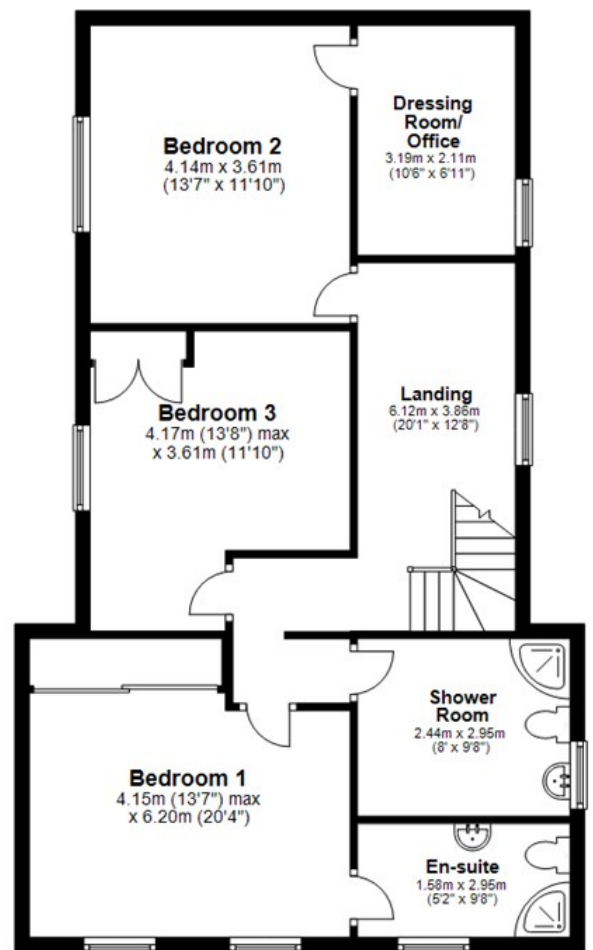 Bedroom 2
4.14m x 3.61m
(13'7" x 11'10")
Dressing
Room/
Office
3.19m x 2.11m
(10'6" x 6'11")
Bedroom 3
4.17m (13'8") max
x 3.61m (11'10")
Landing
6.12m x 3.86m
(20'1" x 12'8")
Bedroom 1
4.15m (13'7") max
x 6.20m (20'4")
Shower
Room
2.44m x 2.95m
(8' x 9'8")
En-suite
1.58m x 2.95m
(5'2" x 9'8")